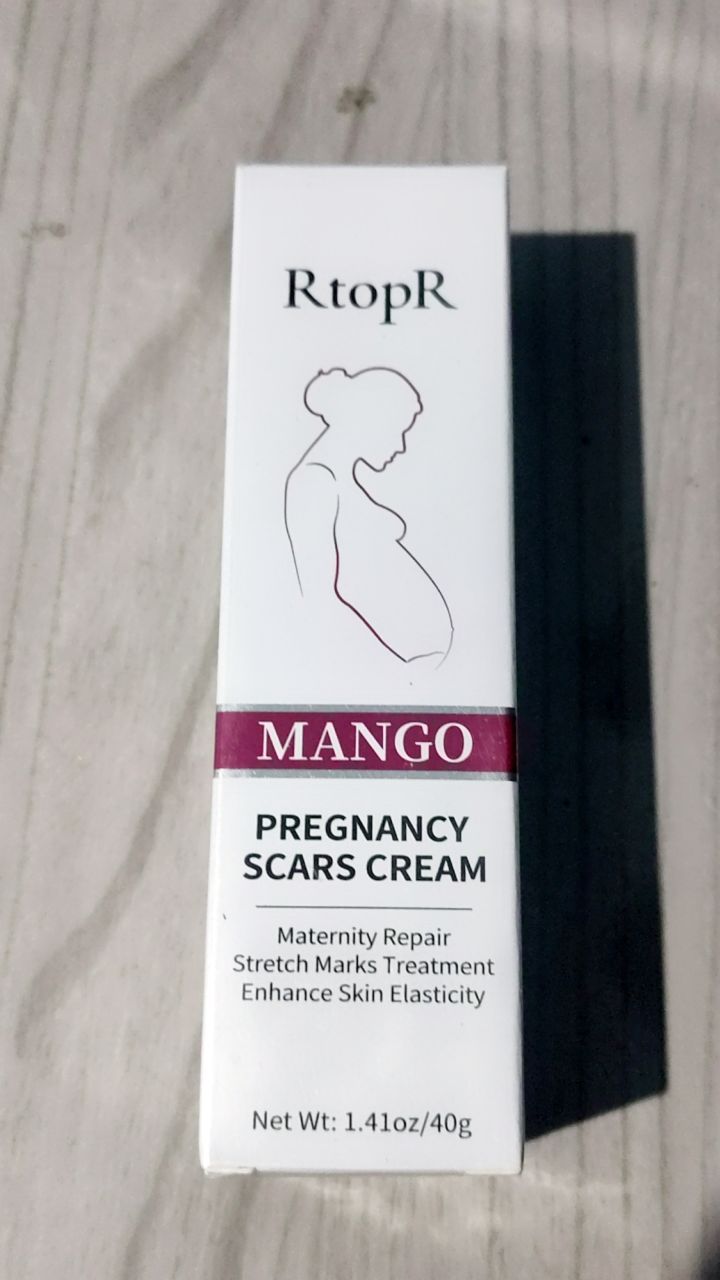 RtopR
MANGO
PREGNANCY
SCARS CREAM
Maternity Repair
Stretch Marks Treatment
Enhance Skin Elasticity
Net Wt: 1.41oz/40g